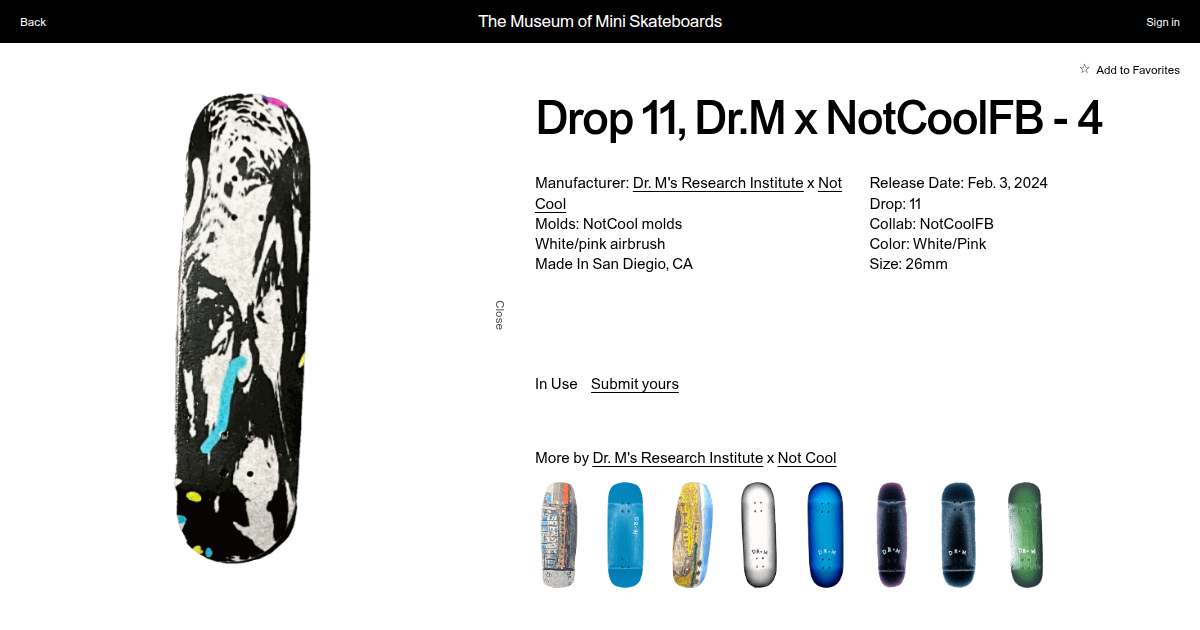 Back
The Museum of Mini Skateboards
Sign in
☆ Add to Favorites
Drop 11, Dr.M x NotCoolFB - 4
Manufacturer: Dr. M's Research Institute x Not
Cool
Molds: NotCool molds
White/pink airbrush
Made In San Diegio, CA
Release Date: Feb. 3, 2024
Drop: 11
Collab: NotCoolFB
Color: White/Pink
Size: 26mm
Close
In Use Submit yours
More by Dr. M's Research Institute x Not Cool
DR•M
DR•M
DR•M
DR•M
DR•M
DR•M